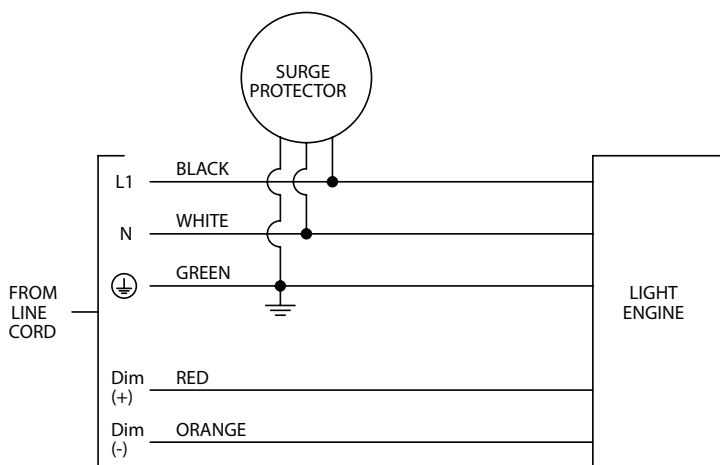 SURGE
PROTECTOR
L1
BLACK
N
WHITE
GREEN
FROM
LINE
CORD
LIGHT
ENGINE
Dim
(+)
RED
Dim
(-)
ORANGE